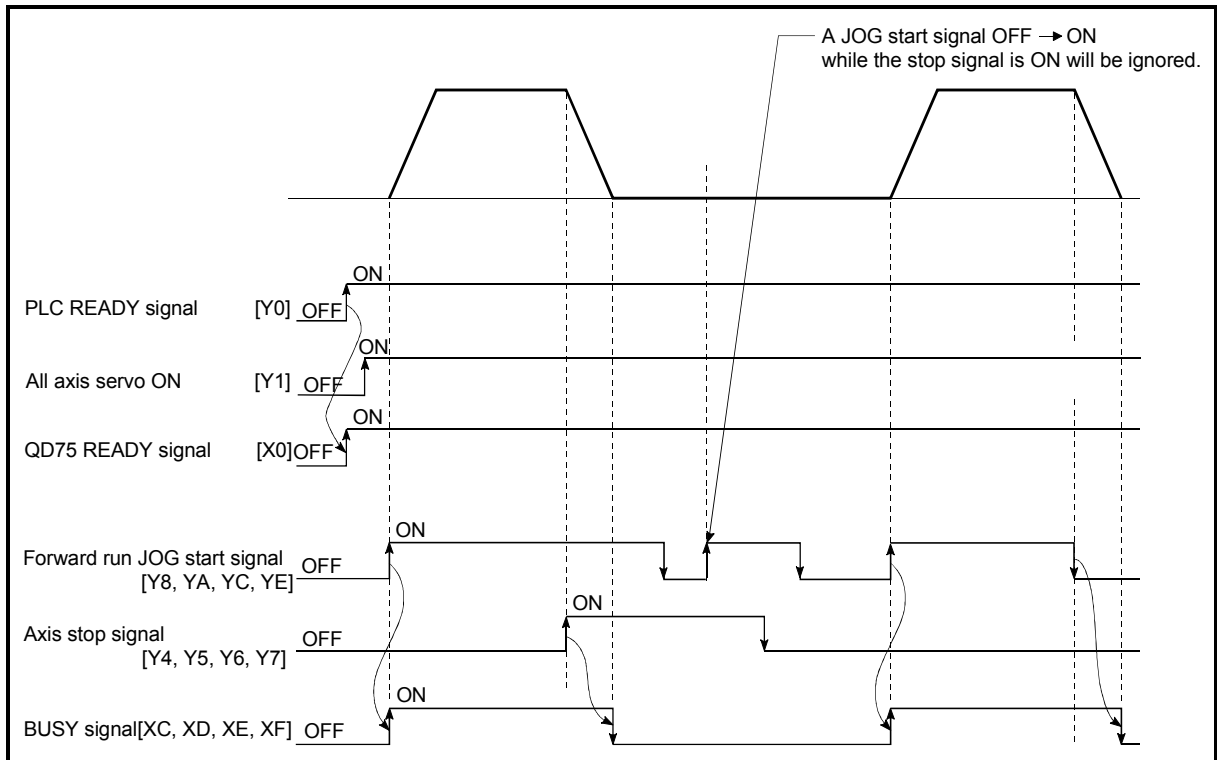 A JOG start signal OFF → ON
while the stop signal is ON will be ignored.
ON
PLC READY signal [Y0] OFF
ON
All axis servo ON [Y1] OFF
ON
QD75 READY signal [X0] OFF
ON
Forward run JOG start signal OFF
[Y8, YA, YC, YE]
ON
Axis stop signal OFF
[Y4, Y5, Y6, Y7]
ON
BUSY signal[XC, XD, XE, XF] OFF